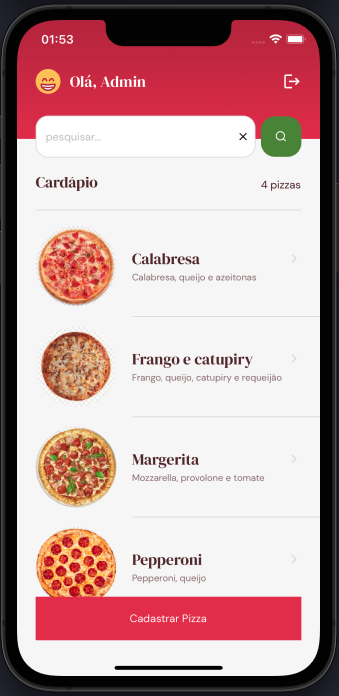 01:53
Olá, Admin
pesquisar...
Cardápio
4 pizzas
Calabresa
Calabresa, queijo e azeitonas
Frango e catupiry
Frango, queijo, catupiry e requeijão
Margerita
Mozzarella, provolone e tomate
Pepperoni
Pepperoni, queijo
Cadastrar Pizza